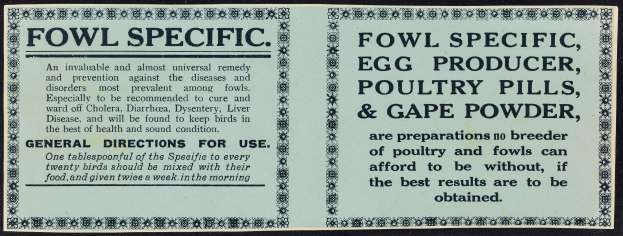 FOWL SPECIFIC.
An invaluable and almost universal remedy
and prevention against the diseases and
disorders most prevalent among fowls.
Especially to be recommended to cure and
ward off Cholera, Diarrhœa, Dysentery, Liver
Disease, and will be found to keep birds in
the best of health and sound condition.
GENERAL DIRECTIONS FOR USE.
One tablespoonful of the Specific to every
twenty birds should be mixed with their
food, and given twice a week in the morning
FOWL SPECIFIC,
EGG PRODUCER,
POULTRY PILLS,
& GAPE POWDER,
are preparations no breeder
of poultry and fowls can
afford to be without, if
the best results are to be
obtained.